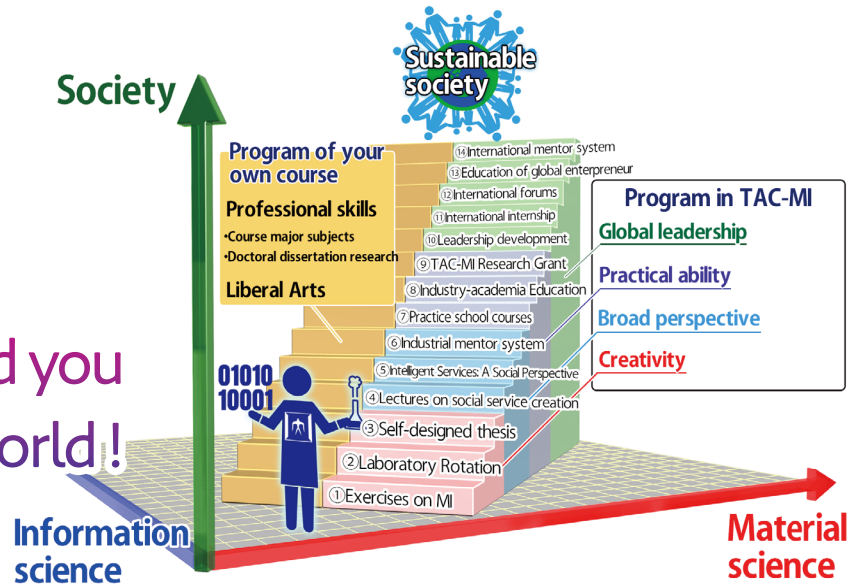 Sustainable
society
Society
Program of your
own course
Professional skills
•Course major subjects
•Doctoral dissertation research
Liberal Arts
⑭International mentor system
⑬Education of global enterpreneur
⑫International forums
⑪International internship
⑩Leadership development
⑨TAC-MI Research Grant
⑧Industry-academia Education
⑦Practice school courses
⑥Industrial mentor system
⑤Intelligent Services: A Social Perspective
④Lectures on social service creation
③Self-designed thesis
②Laboratory Rotation
①Exercises on MI
Program in TAC-MI
Global leadership
Practical ability
Broad perspective
Creativity
d you
orld !
01010
10001
Information
science
Material
science